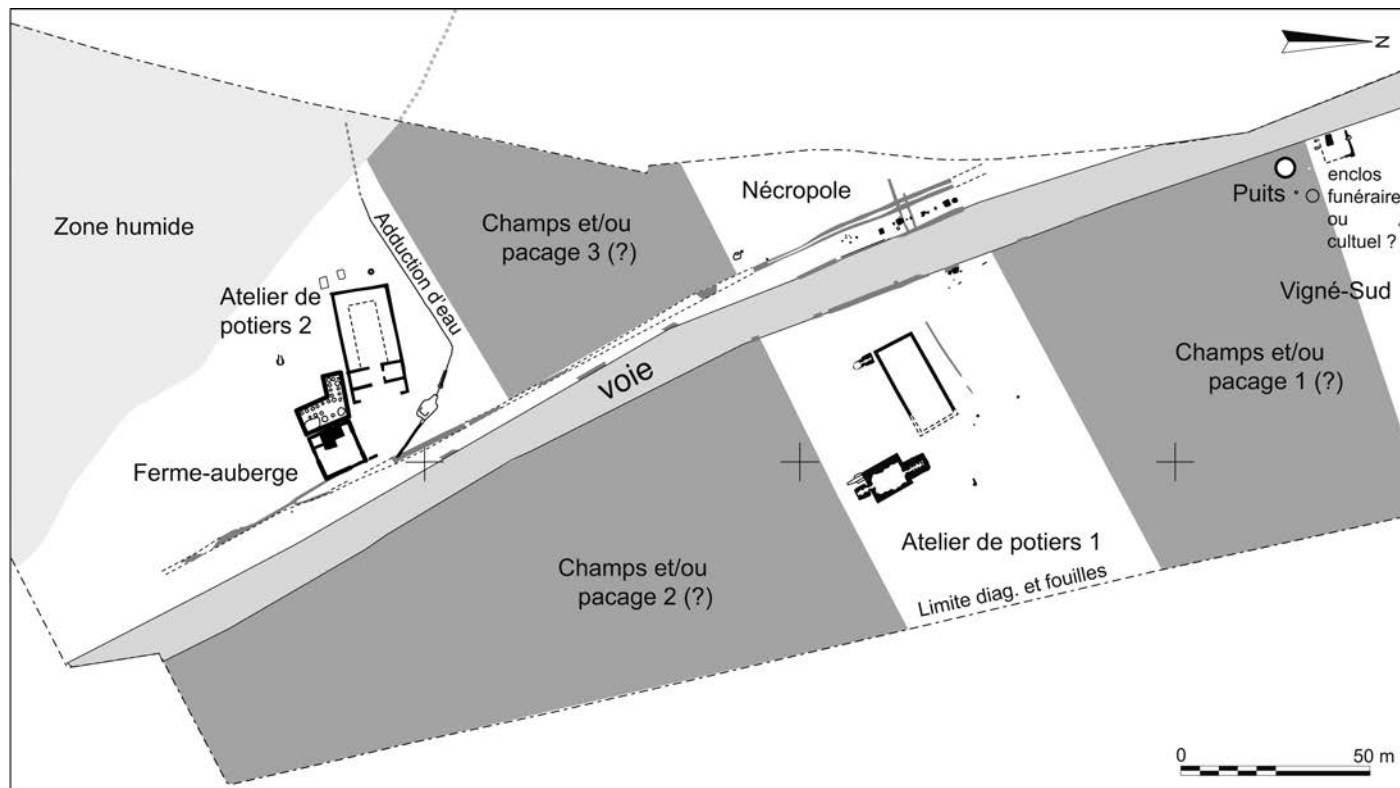 N
Nécropole
Puits
enclos
funéraire
ou
cultuel ?
Zone humide
Champs et/ou
pacage 3 (?)
Adduction d'eau
Atelier de
potiers 2
Vigné-Sud
Champs et/ou
pacage 1 (?)
voie
Ferme-auberge
Atelier de potiers 1
Champs et/ou
pacage 2 (?)
Limite diag. et fouilles
0 50 m